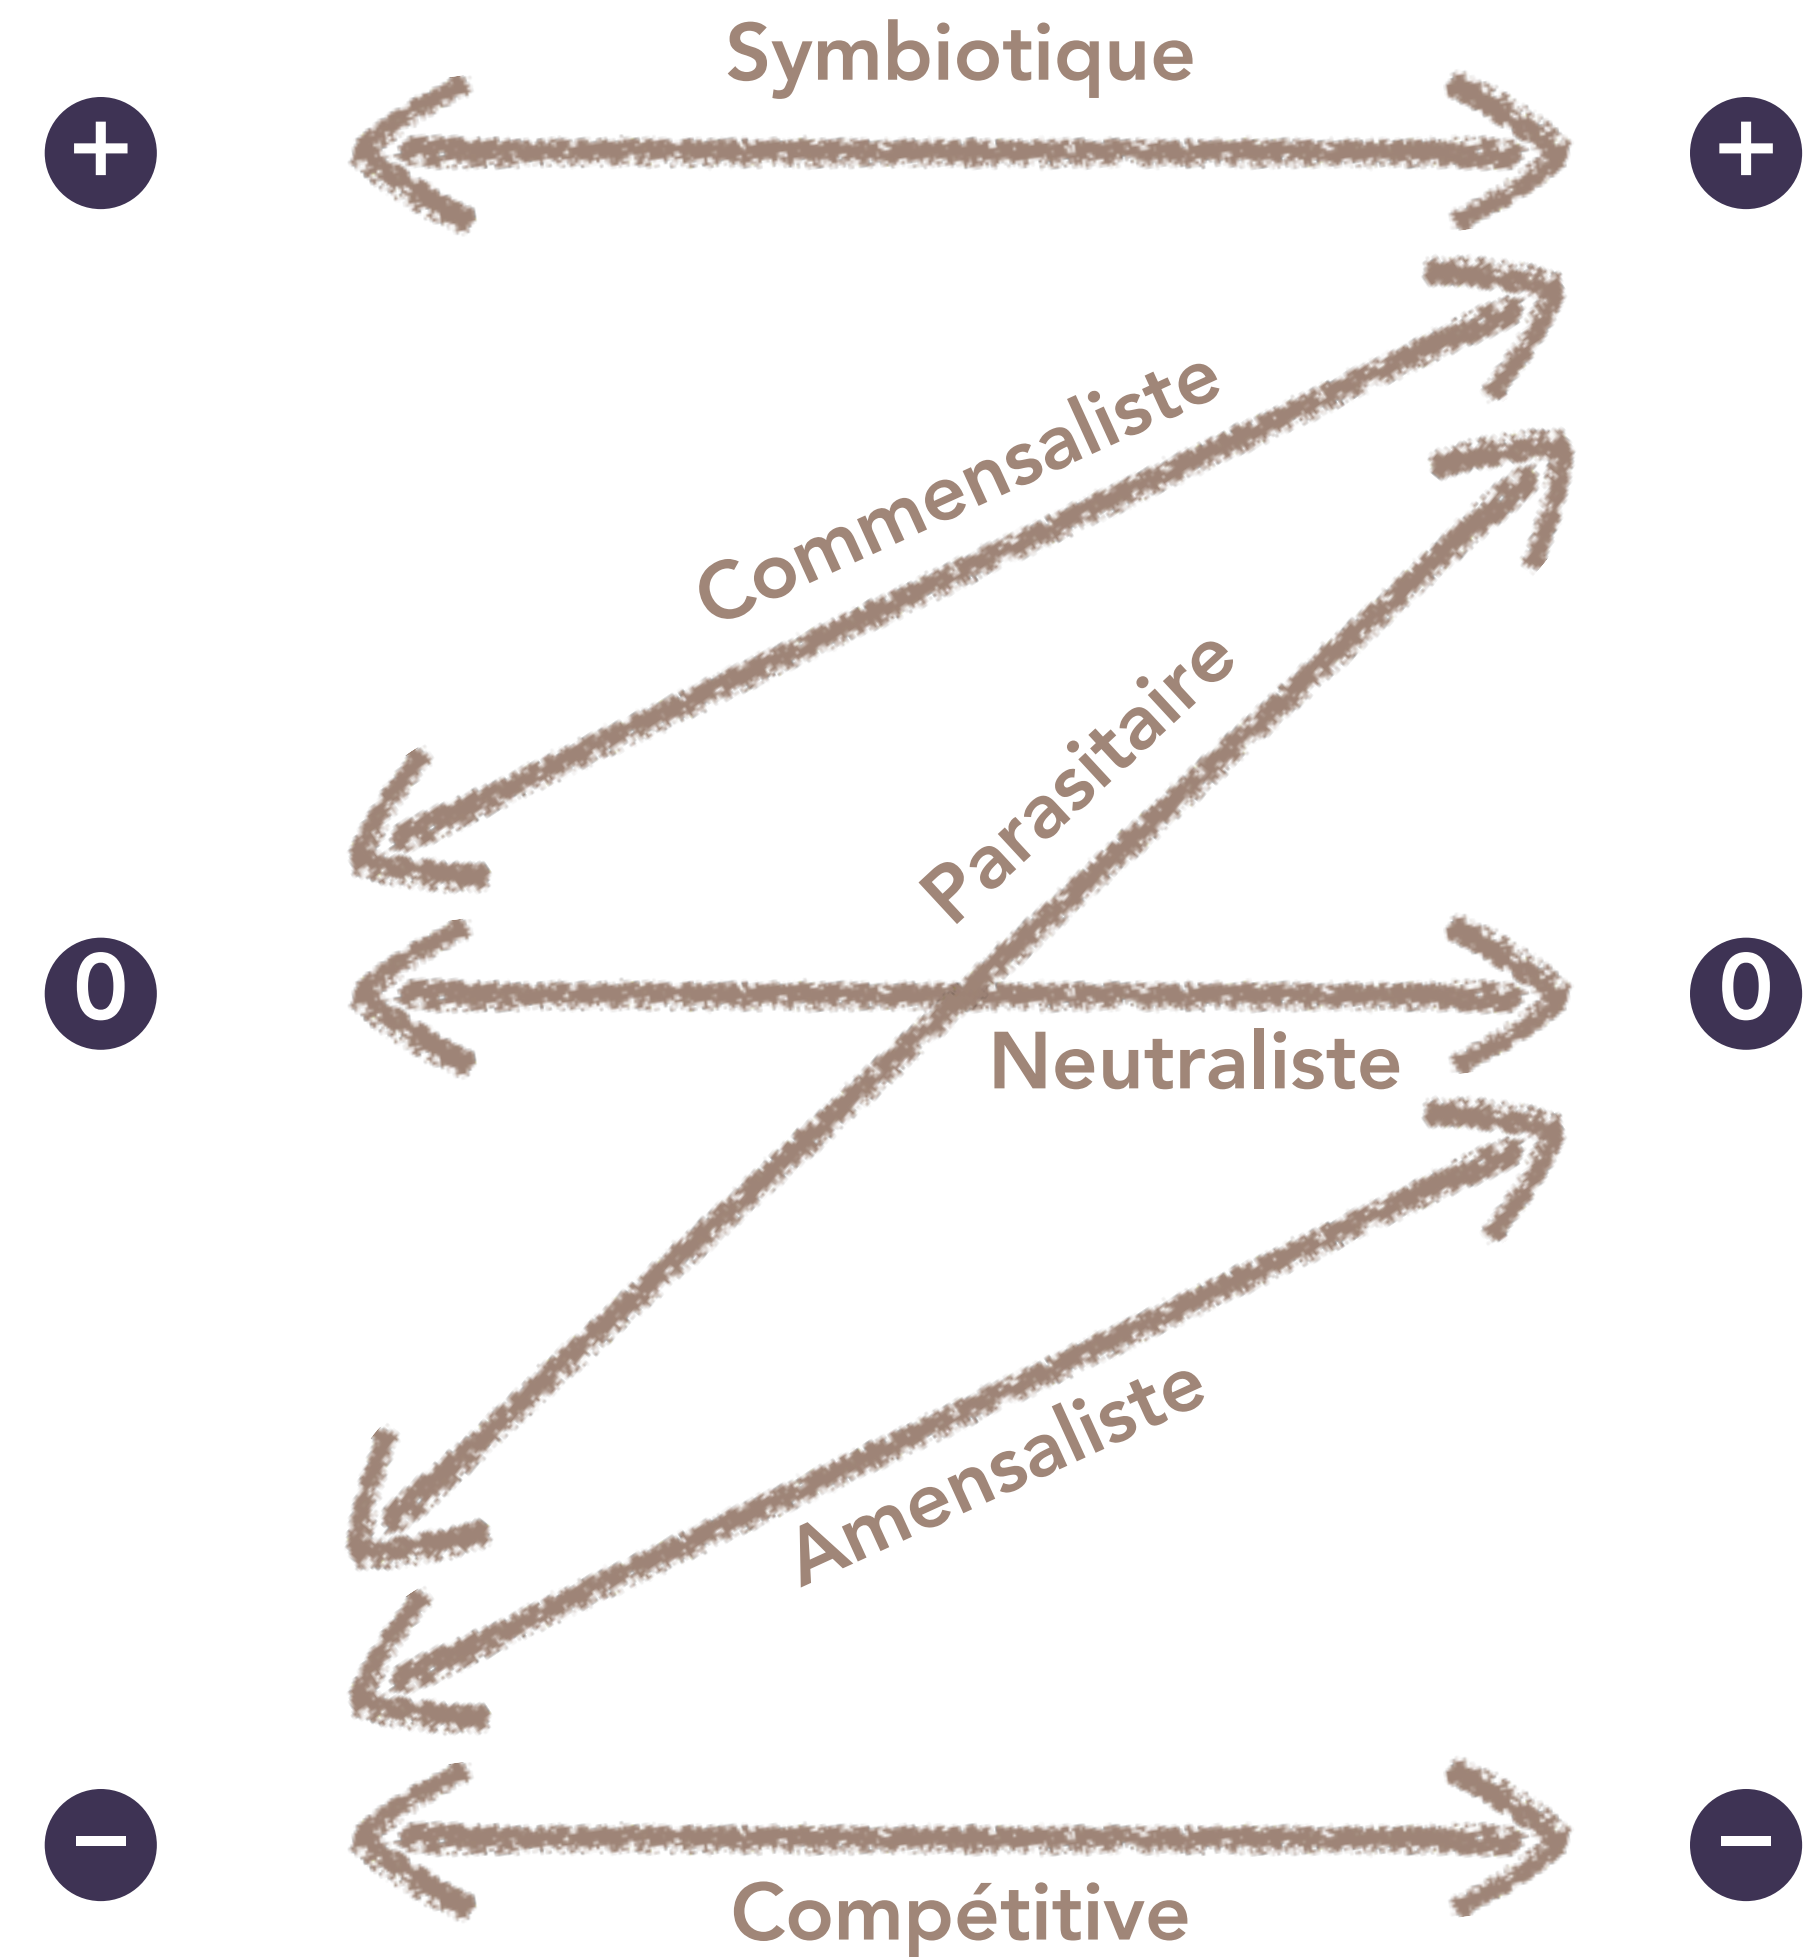 Symbiotique
+
+
Commensaliste
Parasitaire
0
0
Neutraliste
Amensaliste
–
–
Compétitive